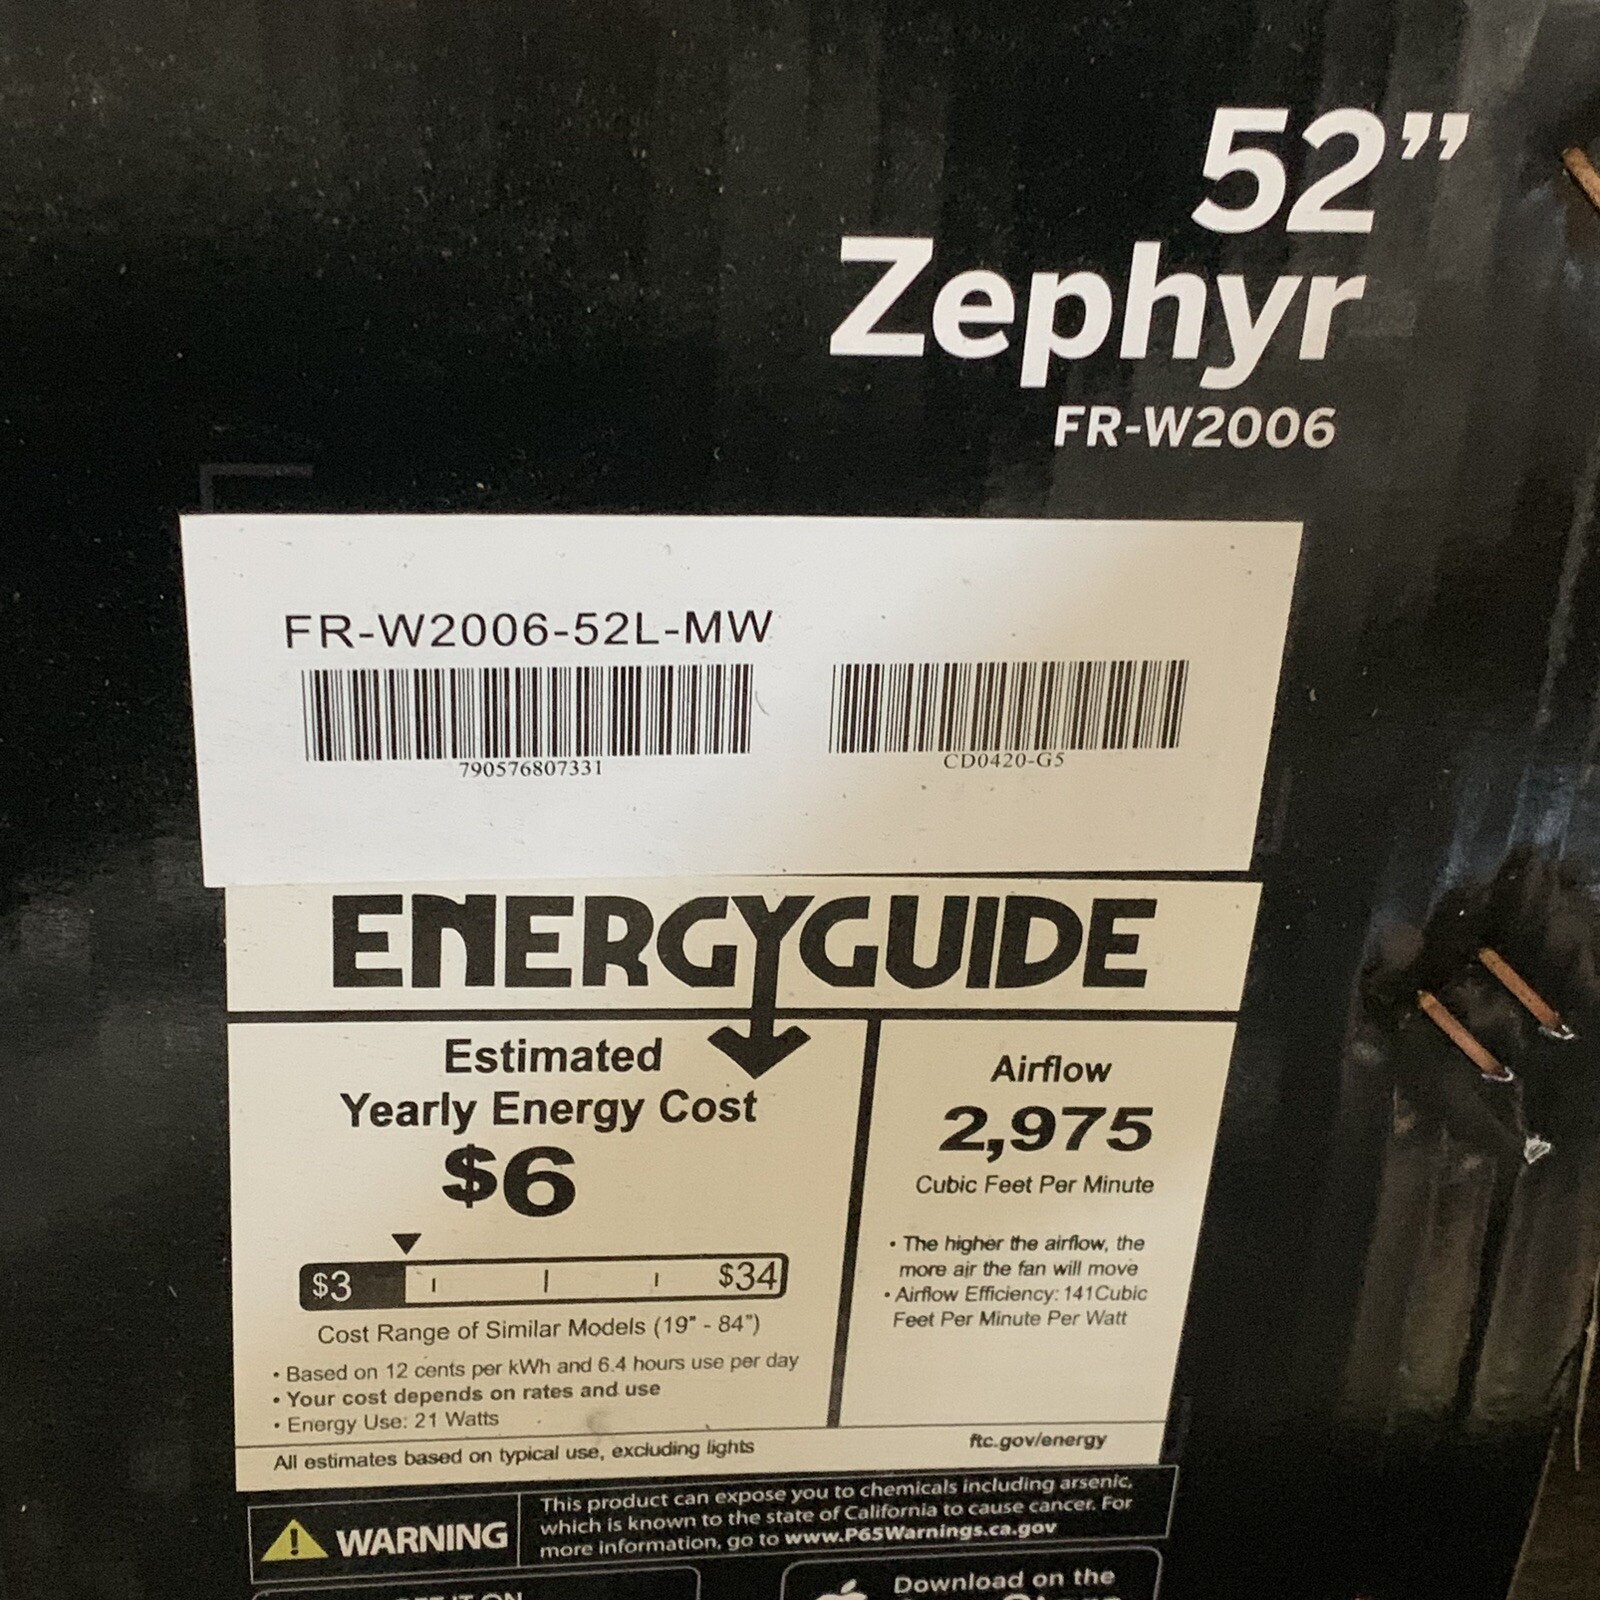 52”
Zephyr
FR-W2006
FR-W2006-52L-MW
790576807331
CD0420-G5
ENERGYGUIDE
Estimated
Yearly Energy Cost
$6
$3
$34
Cost Range of Similar Models (19" - 84")
• Based on 12 cents per kWh and 6.4 hours use per day
• Your cost depends on rates and use
• Energy Use: 21 Watts
Airflow
2,975
Cubic Feet Per Minute
• The higher the airflow, the
more air the fan will move
• Airflow Efficiency: 141Cubic
Feet Per Minute Per Watt
All estimates based on typical use, excluding lights
ftc.gov/energy
WARNING
This product can expose you to chemicals including arsenic,
which is known to the state of California to cause cancer. For
more information, go to www.P65Warnings.ca.gov
Download on the